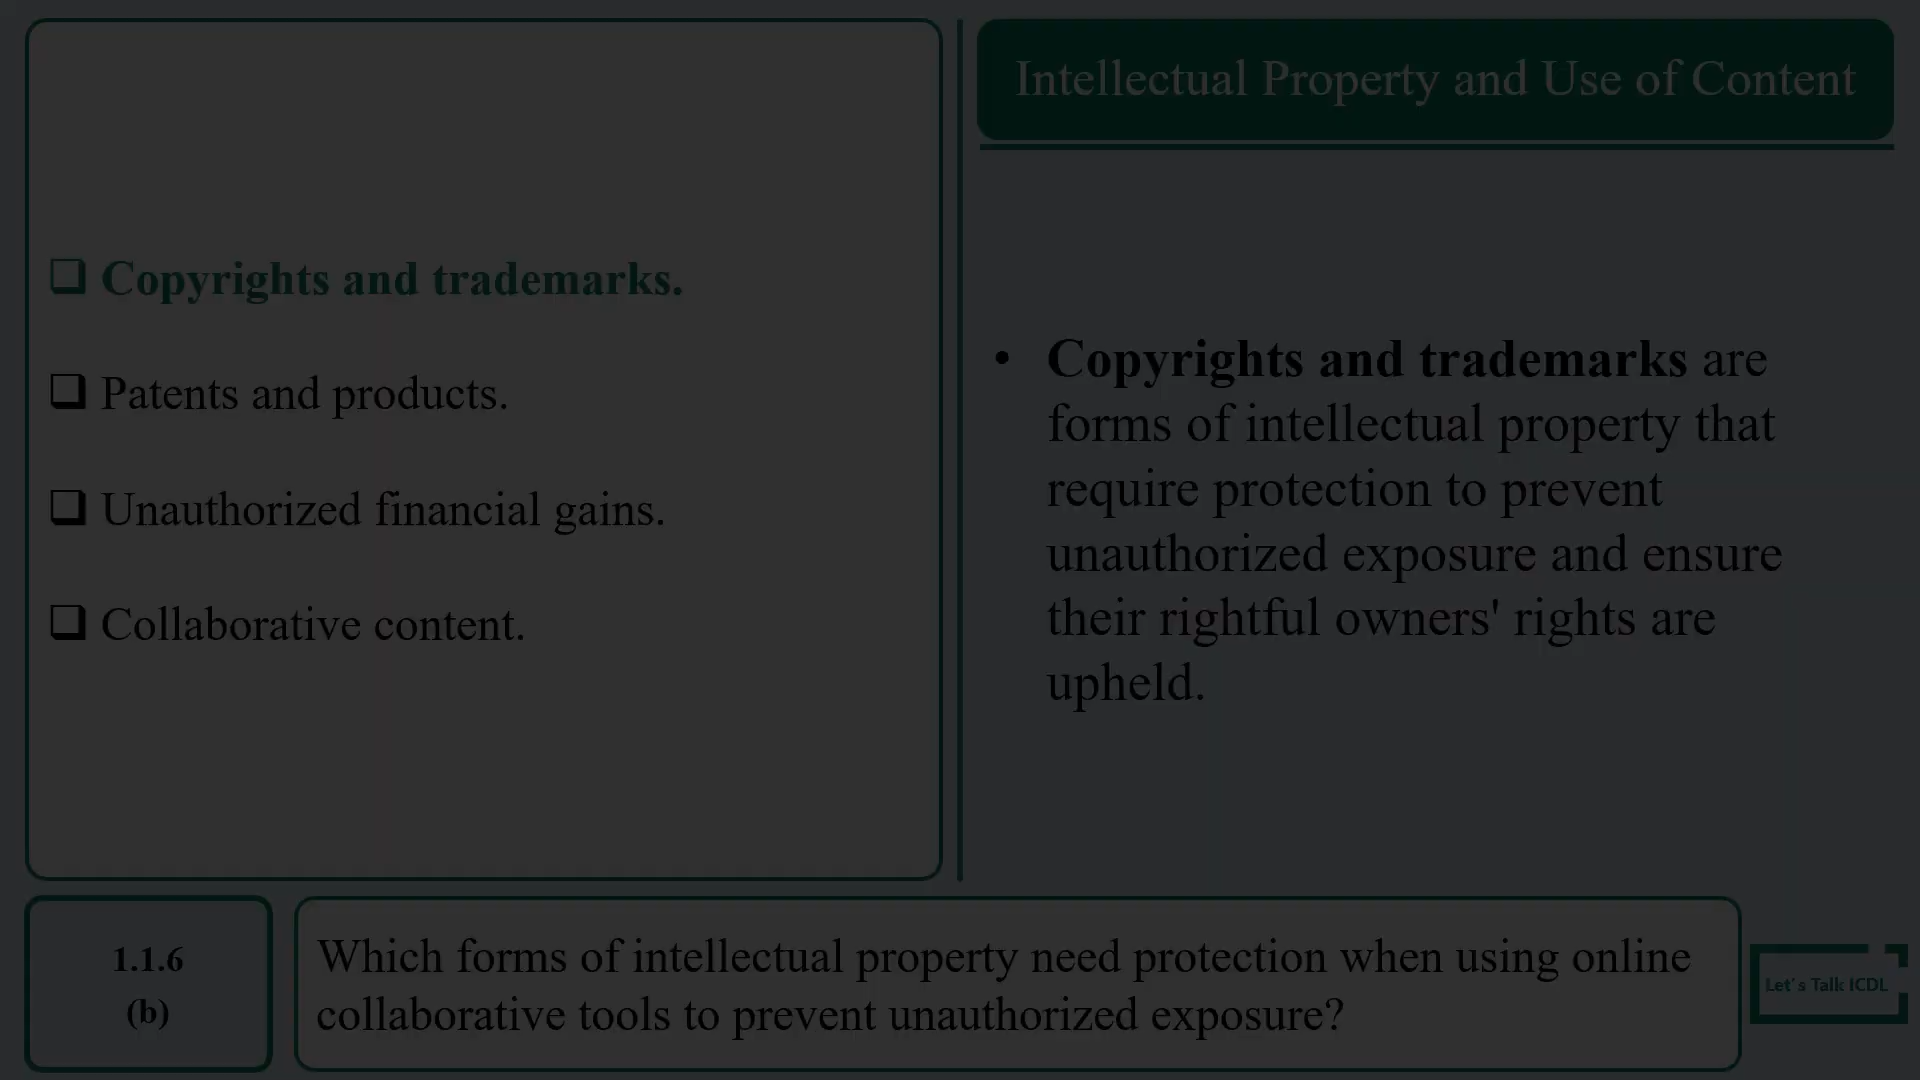 Copyrights and trademarks.
Patents and products.
Unauthorized financial gains.
Collaborative content.
Intellectual Property and Use of Content
• Copyrights and trademarks are
forms of intellectual property that
require protection to prevent
unauthorized exposure and ensure
their rightful owners' rights are
upheld.
1.1.6
(b)
Which forms of intellectual property need protection when using online
collaborative tools to prevent unauthorized exposure?
Let's Talk ICDL